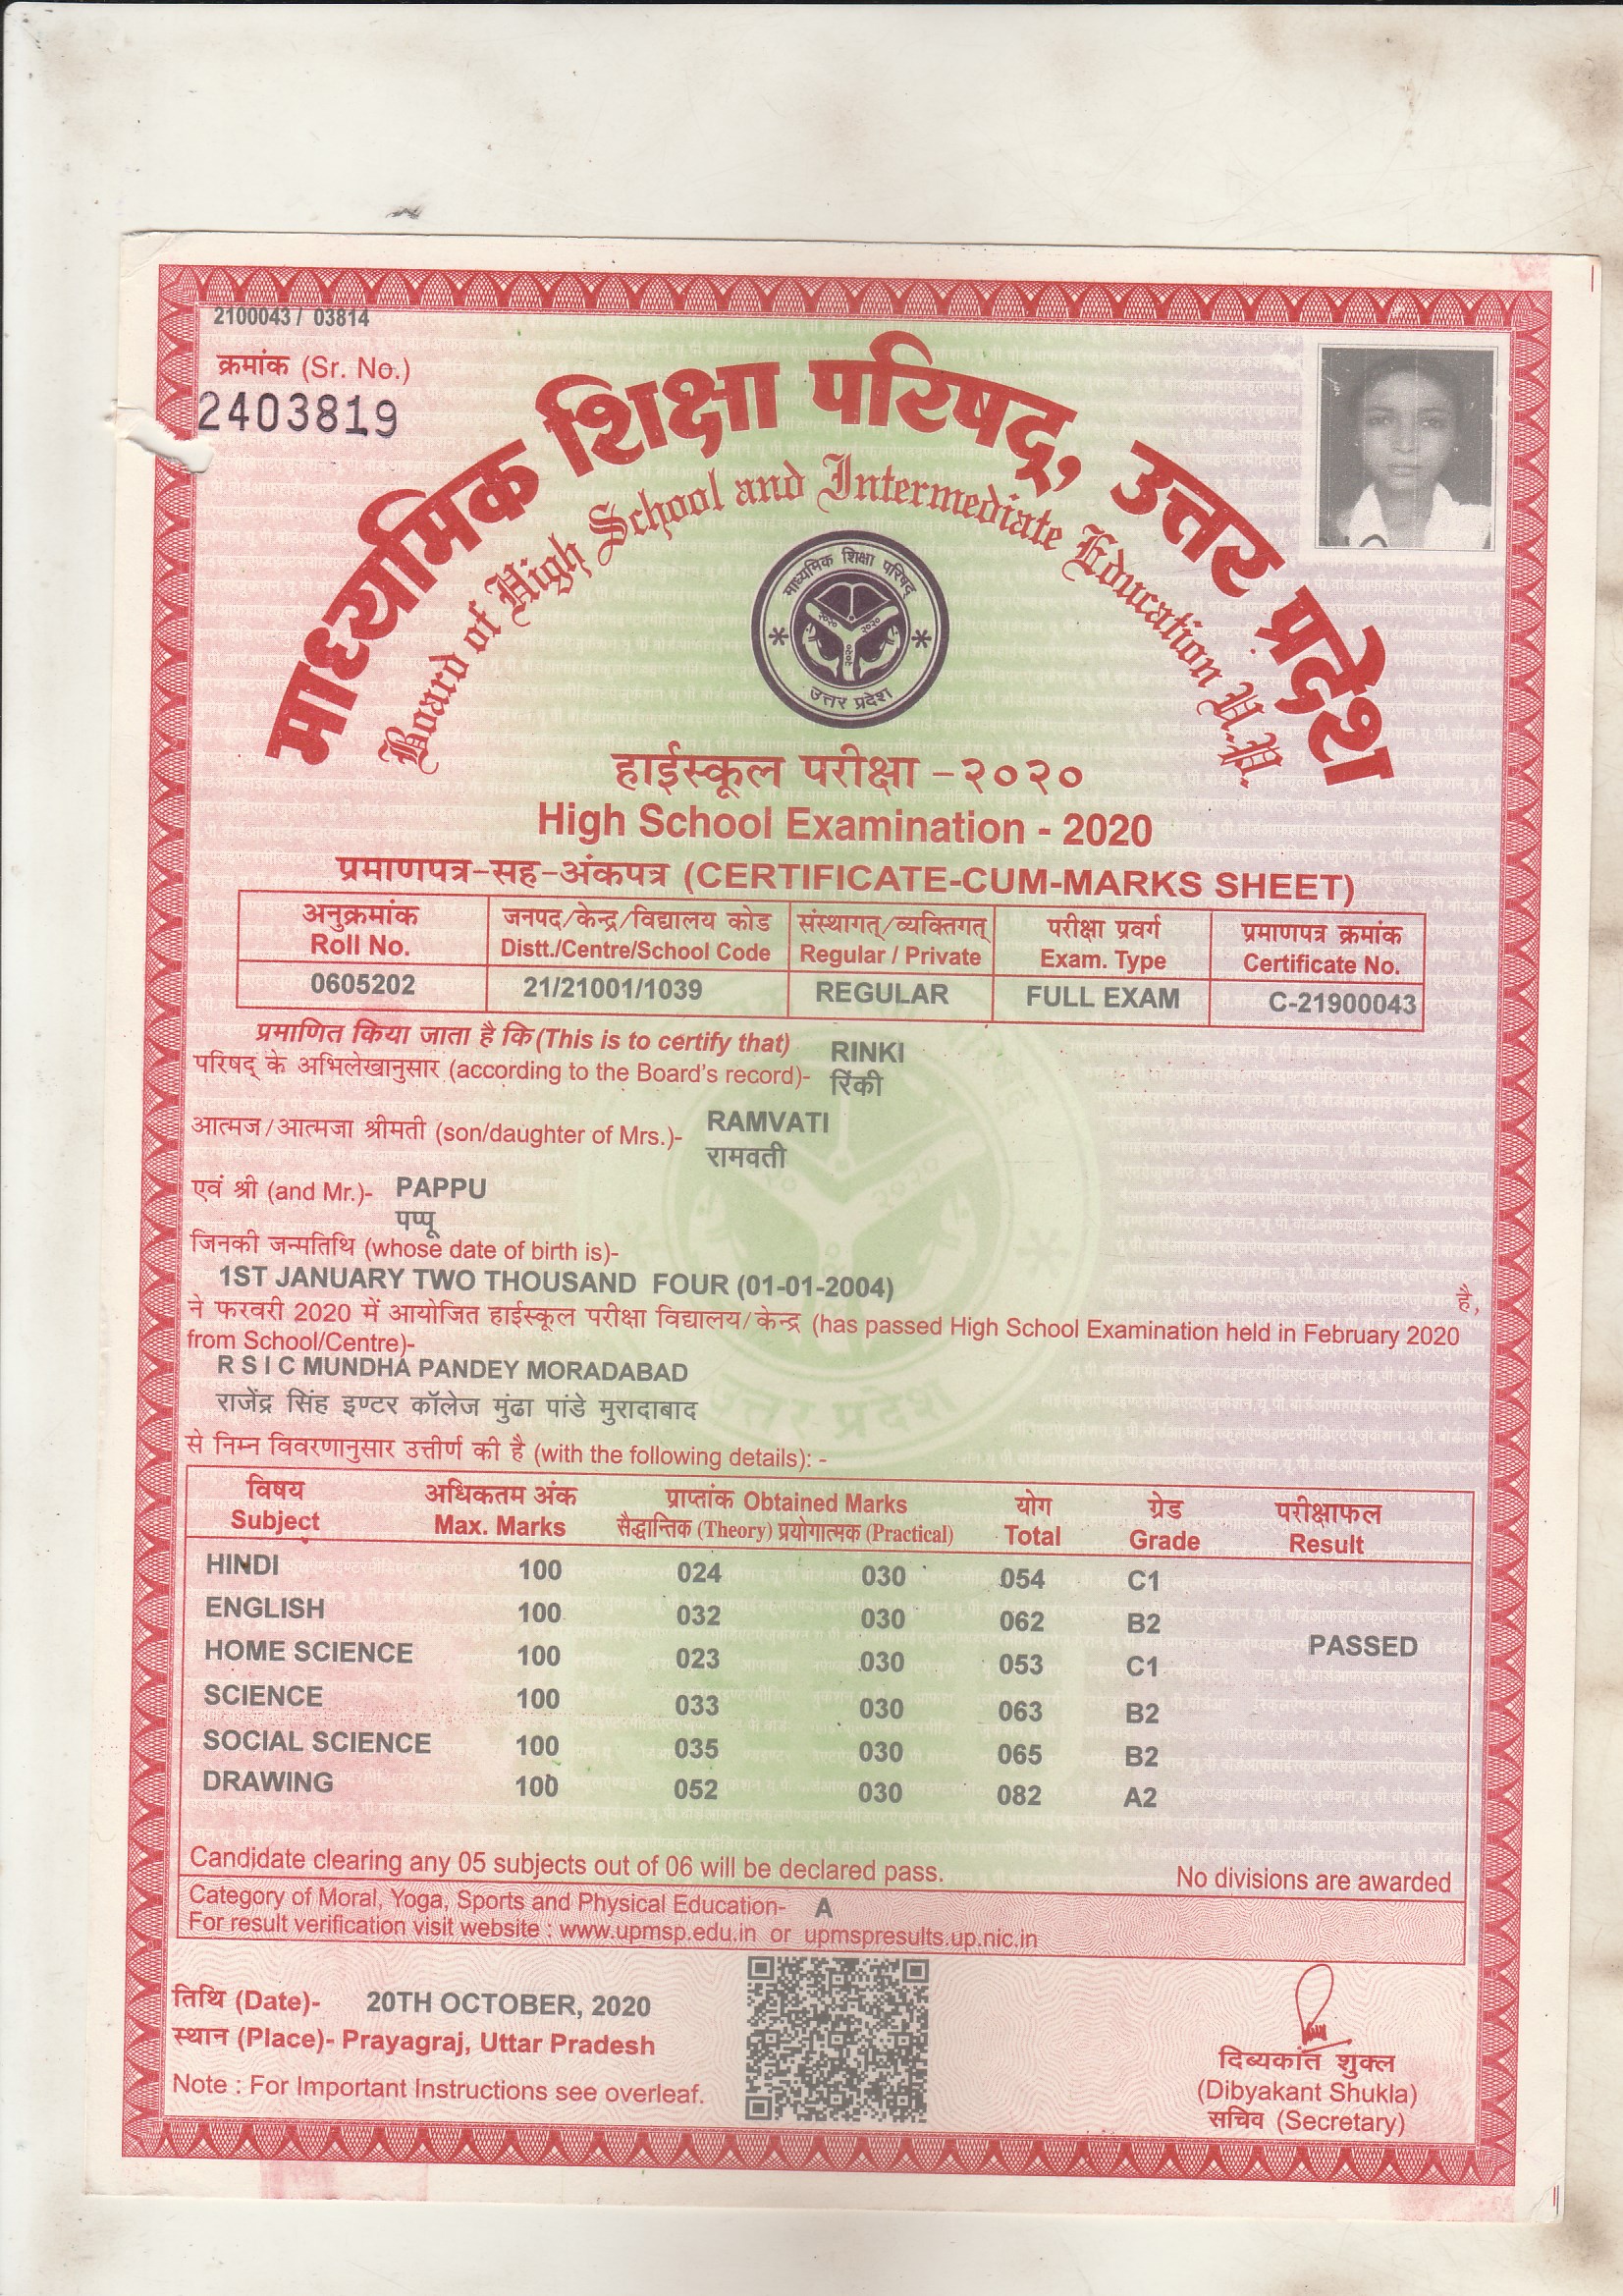 2100043 / 03814
क्रमांक (Sr. No.)
2403819
माध्यमिक शिक्षा परिषद्, उत्तर प्रदेश
Board of High School and Intermediate Education U.P.
माध्यमिक शिक्षा परिषद्
२०२० २०२० २०२०
उत्तर प्रदेश
हाईस्कूल परीक्षा -२०२०
High School Examination - 2020
प्रमाणपत्र-सह-अंकपत्र (CERTIFICATE-CUM-MARKS SHEET)
अनुक्रमांक जनपद/केन्द्र/विद्यालय कोड संस्थागत्/व्यक्तिगत् परीक्षा प्रवर्ग प्रमाणपत्र क्रमांक
Roll No. Distt./Centre/School Code Regular / Private Exam. Type Certificate No.
0605202 21/21001/1039 REGULAR FULL EXAM C-21900043
प्रमाणित किया जाता है कि (This is to certify that) RINKI
परिषद् के अभिलेखानुसार (according to the Board's record)- रिंकी
आत्मज/आत्मजा श्रीमती (son/daughter of Mrs.)- RAMVATI
रामवती
एवं श्री (and Mr.)- PAPPU
पप्पू
जिनकी जन्मतिथि (whose date of birth is)-
1ST JANUARY TWO THOUSAND FOUR (01-01-2004) है,
ने फरवरी 2020 में आयोजित हाईस्कूल परीक्षा विद्यालय/केन्द्र (has passed High School Examination held in February 2020
from School/Centre)-
R S I C MUNDHA PANDEY MORADABAD
राजेंद्र सिंह इण्टर कॉलेज मुंढा पांडे मुरादाबाद
से निम्न विवरणानुसार उत्तीर्ण की है (with the following details): -
विषय अधिकतम अंक प्राप्तांक Obtained Marks योग ग्रेड परीक्षाफल
Subject Max. Marks सैद्धान्तिक (Theory) प्रयोगात्मक (Practical) Total Grade Result
HINDI 100 024 030 054 C1
ENGLISH 100 032 030 062 B2
PASSED
HOME SCIENCE 100 023 030 053 C1
SCIENCE 100 033 030 063 B2
SOCIAL SCIENCE 100 035 030 065 B2
DRAWING 100 052 030 082 A2
Candidate clearing any 05 subjects out of 06 will be declared pass. No divisions are awarded
Category of Moral, Yoga, Sports and Physical Education- A
For result verification visit website : www.upmsp.edu.in or upmspresults.up.nic.in
तिथि (Date)- 20TH OCTOBER, 2020
स्थान (Place)- Prayagraj, Uttar Pradesh
Note : For Important Instructions see overleaf.
दिब्यकांत शुक्ल
(Dibyakant Shukla)
सचिव (Secretary)